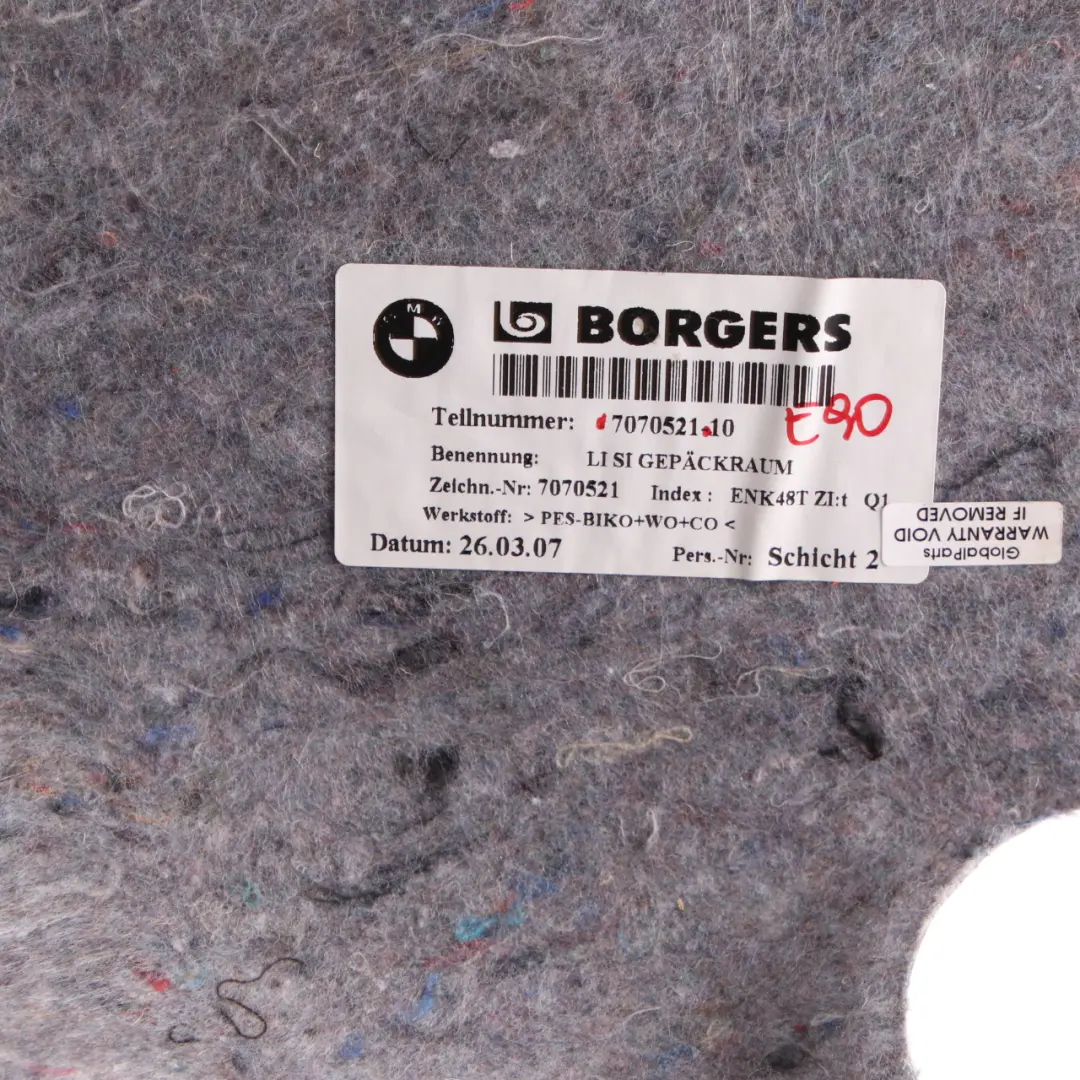 BMW
BORGERS
Teilnummer: 7070521-10
E90
Benennung: LI SI GEPÄCKRAUM
Zeichn.-Nr: 7070521 Index : ENK48T ZI:t Q1
Werkstoff: > PES-BIKO+WO+CO <
Datum: 26.03.07 Pers.-Nr: Schicht 2
GlobalParts
WARRANTY VOID
IF REMOVED